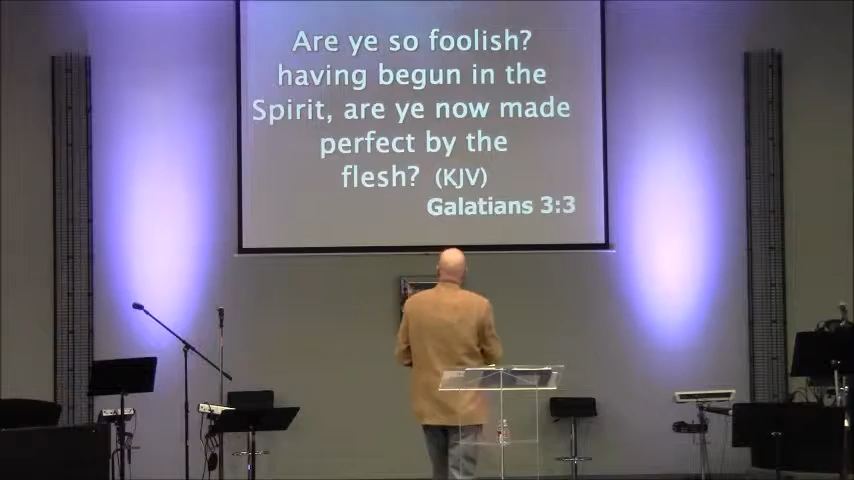 Are ye so foolish?
having begun in the
Spirit, are ye now made
perfect by the
flesh? (KJV)
Galatians 3:3